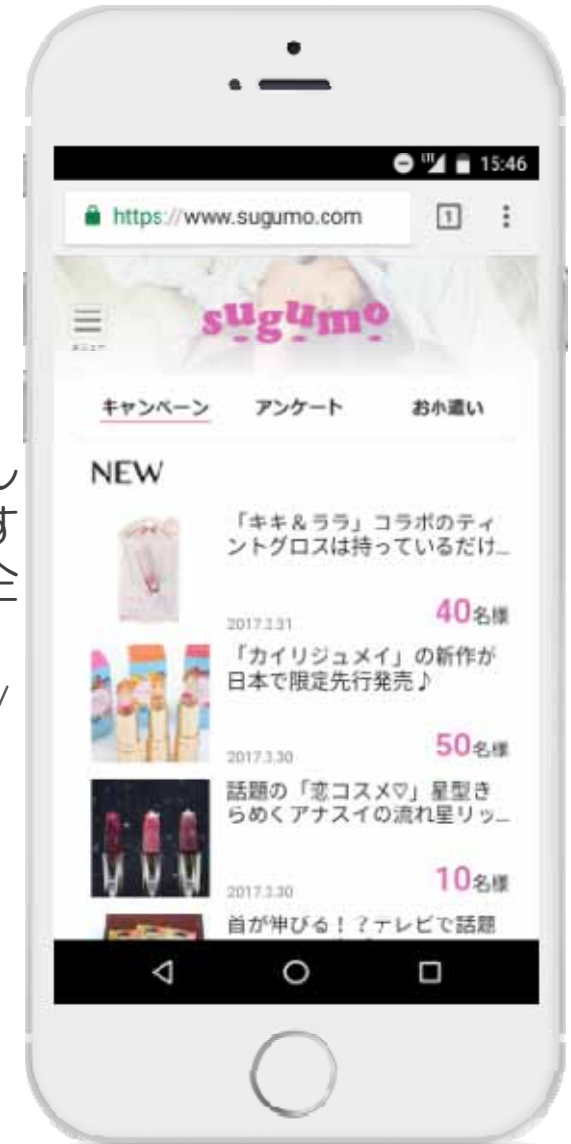 15:46
https://www.sugumo.com
1
sugumo
キャンペーン アンケート お小遣い
NEW
「キキ&ララ」コラボのティ
ントグロスは持っているだけ…
2017.3.31
40名様
「カイリジュメイ」の新作が
日本で限定先行発売♪
2017.3.30
50名様
話題の「恋コスメ♡」星型き
らめくアナスイの流れ星リッ…
2017.3.30
10名様
首が伸びる！？テレビで話題